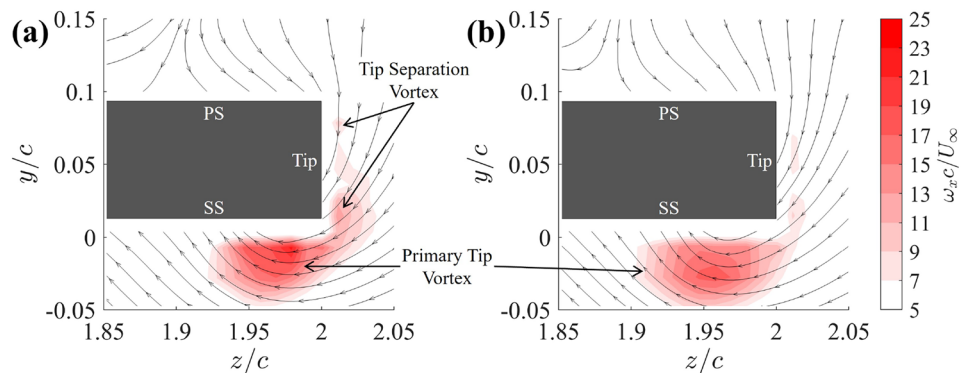 (a)
0.15
0.1
0.05
0
-0.05
y/c
PS
Tip
SS
1.85
1.9
1.95
2
2.05
z/c
Tip Separation
Vortex
Primary Tip
Vortex
(b)
0.15
0.1
0.05
0
-0.05
y/c
PS
Tip
SS
1.85
1.9
1.95
2
2.05
z/c
25
23
21
19
17
15
13
11
9
7
5
ωₓc/U∞